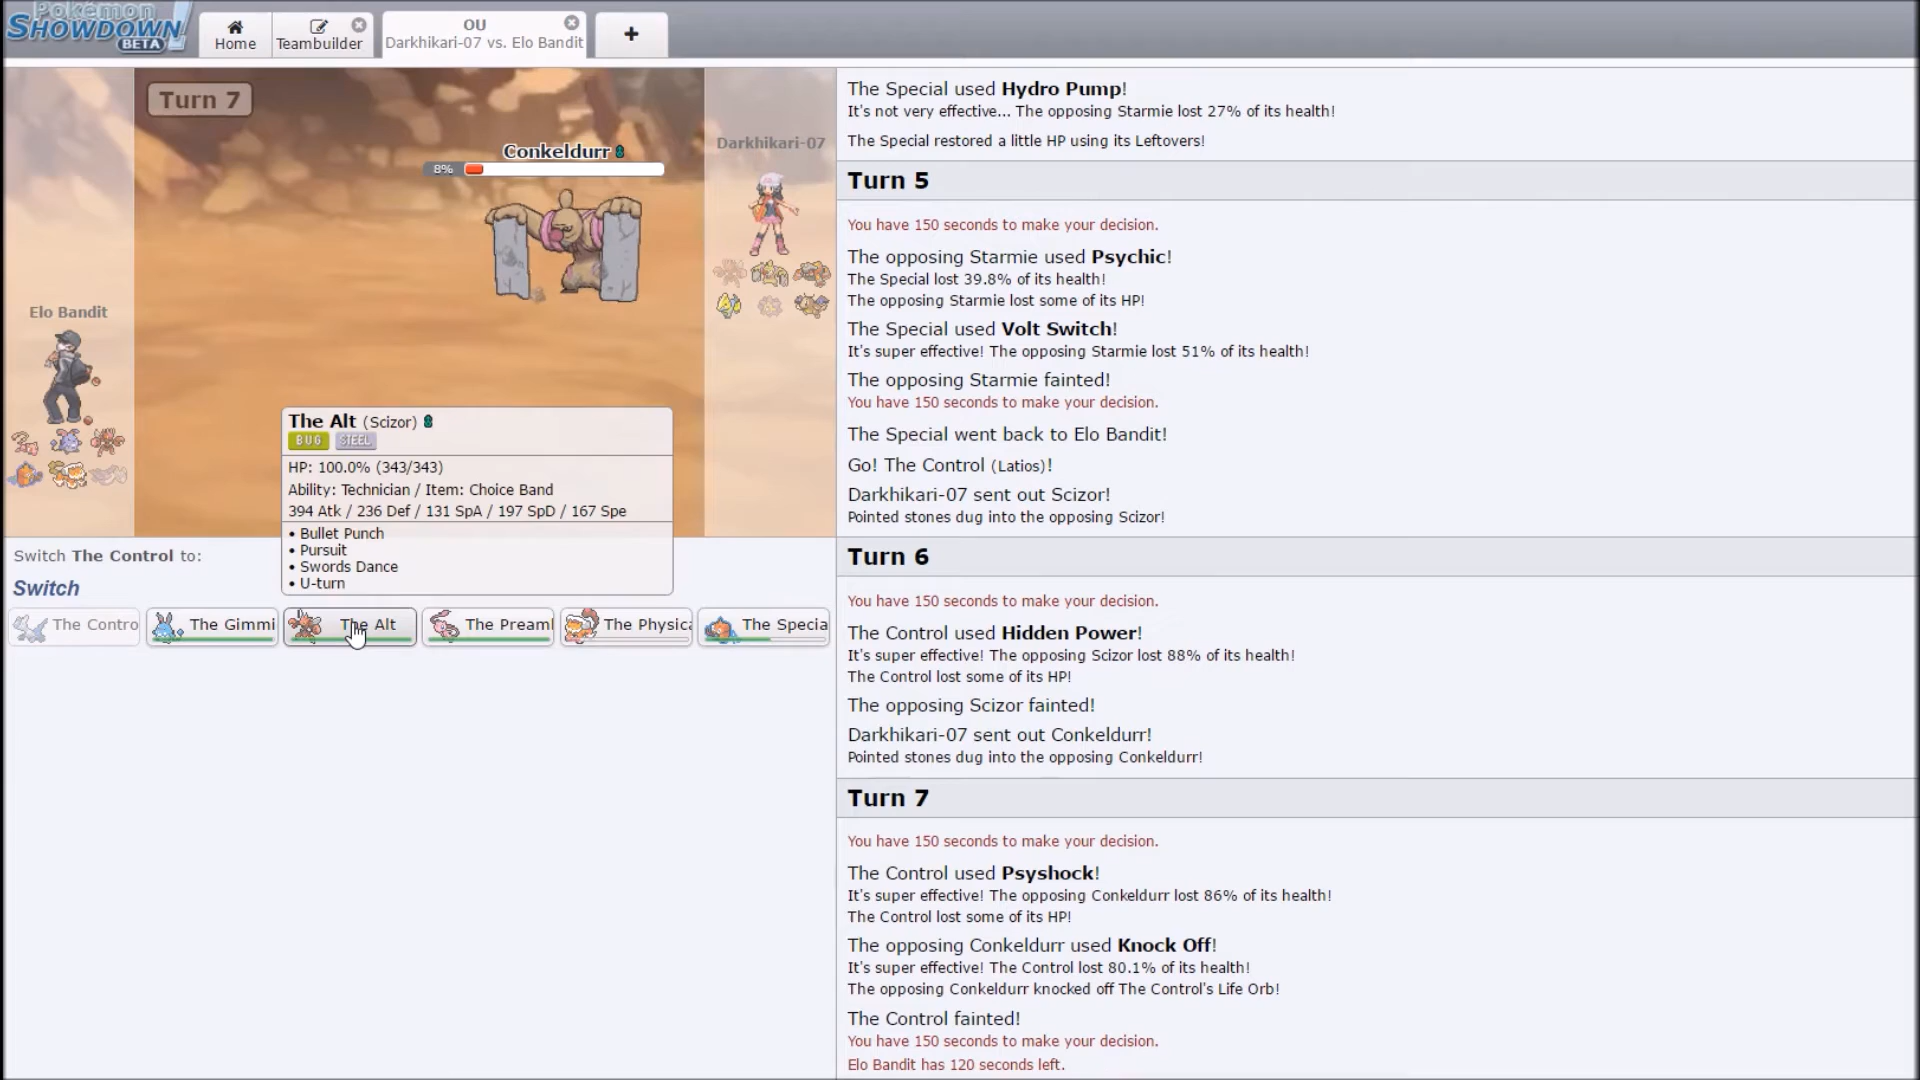 Pokémon
SHOWDOWN!
BETA
Home
Teambuilder
OU
Darkhikari-07 vs. Elo Bandit
+
Turn 7
Conkeldurr
8%
Darkhikari-07
Elo Bandit
The Alt (Scizor)
BUG STEEL
HP: 100.0% (343/343)
Ability: Technician / Item: Choice Band
394 Atk / 236 Def / 131 SpA / 197 SpD / 167 Spe
• Bullet Punch
• Pursuit
• Swords Dance
• U-turn
Switch The Control to:
Switch
The Contro
The Gimmi
The Alt
The Pream
The Physica
The Specia
The Special used Hydro Pump!
It's not very effective... The opposing Starmie lost 27% of its health!
The Special restored a little HP using its Leftovers!
Turn 5
You have 150 seconds to make your decision.
The opposing Starmie used Psychic!
The Special lost 39.8% of its health!
The opposing Starmie lost some of its HP!
The Special used Volt Switch!
It's super effective! The opposing Starmie lost 51% of its health!
The opposing Starmie fainted!
You have 150 seconds to make your decision.
The Special went back to Elo Bandit!
Go! The Control (Latios)!
Darkhikari-07 sent out Scizor!
Pointed stones dug into the opposing Scizor!
Turn 6
You have 150 seconds to make your decision.
The Control used Hidden Power!
It's super effective! The opposing Scizor lost 88% of its health!
The Control lost some of its HP!
The opposing Scizor fainted!
Darkhikari-07 sent out Conkeldurr!
Pointed stones dug into the opposing Conkeldurr!
Turn 7
You have 150 seconds to make your decision.
The Control used Psyshock!
It's super effective! The opposing Conkeldurr lost 86% of its health!
The Control lost some of its HP!
The opposing Conkeldurr used Knock Off!
It's super effective! The Control lost 80.1% of its health!
The opposing Conkeldurr knocked off The Control's Life Orb!
The Control fainted!
You have 150 seconds to make your decision.
Elo Bandit has 120 seconds left.